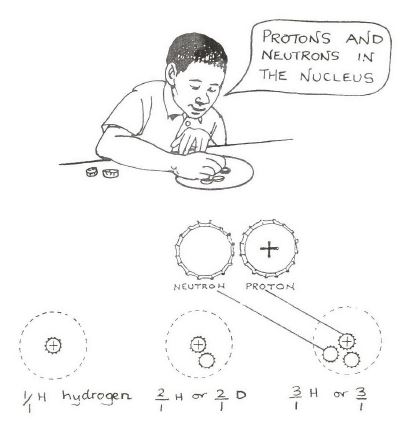 PROTONS AND
NEUTRONS IN
THE NUCLEUS
NEUTRON PROTON
1/1 H hydrogen 2/1 H or 2/1 D 3/1 H or 3/1